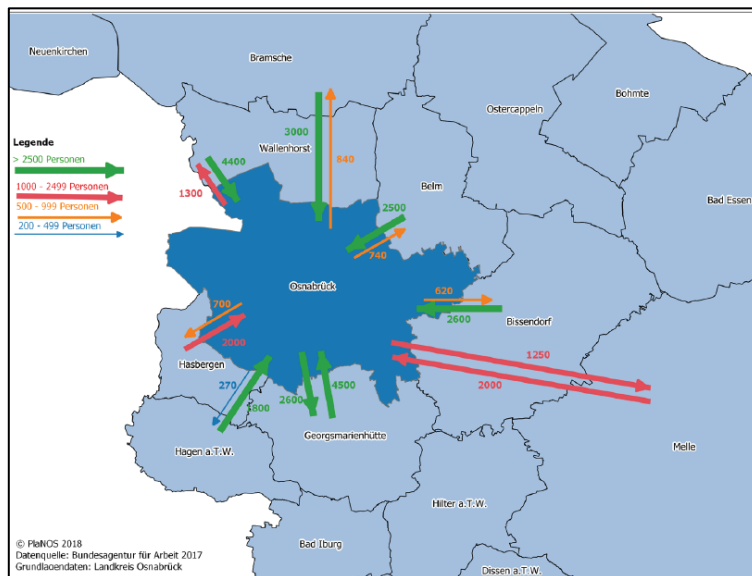 Neuenkirchen
Bramsche
Ostercappeln
Bohmte
Legende
> 2500 Personen
1000 - 2499 Personen
500 - 999 Personen
200 - 499 Personen
3000
Wallenhorst
840
4400
1300
Belm
Bad Essen
2500
740
Osnabrück
620
2600
Bissendorf
700
2000
Hasbergen
1250
2000
270
800
2600
4500
Georgsmarienhütte
Hagen a.T.W.
Melle
Hilter a.T.W.
Bad Iburg
Dissen a.T.W.
© PlaNOS 2018
Datenquelle: Bundesagentur für Arbeit 2017
Grundlagendaten: Landkreis Osnabrück